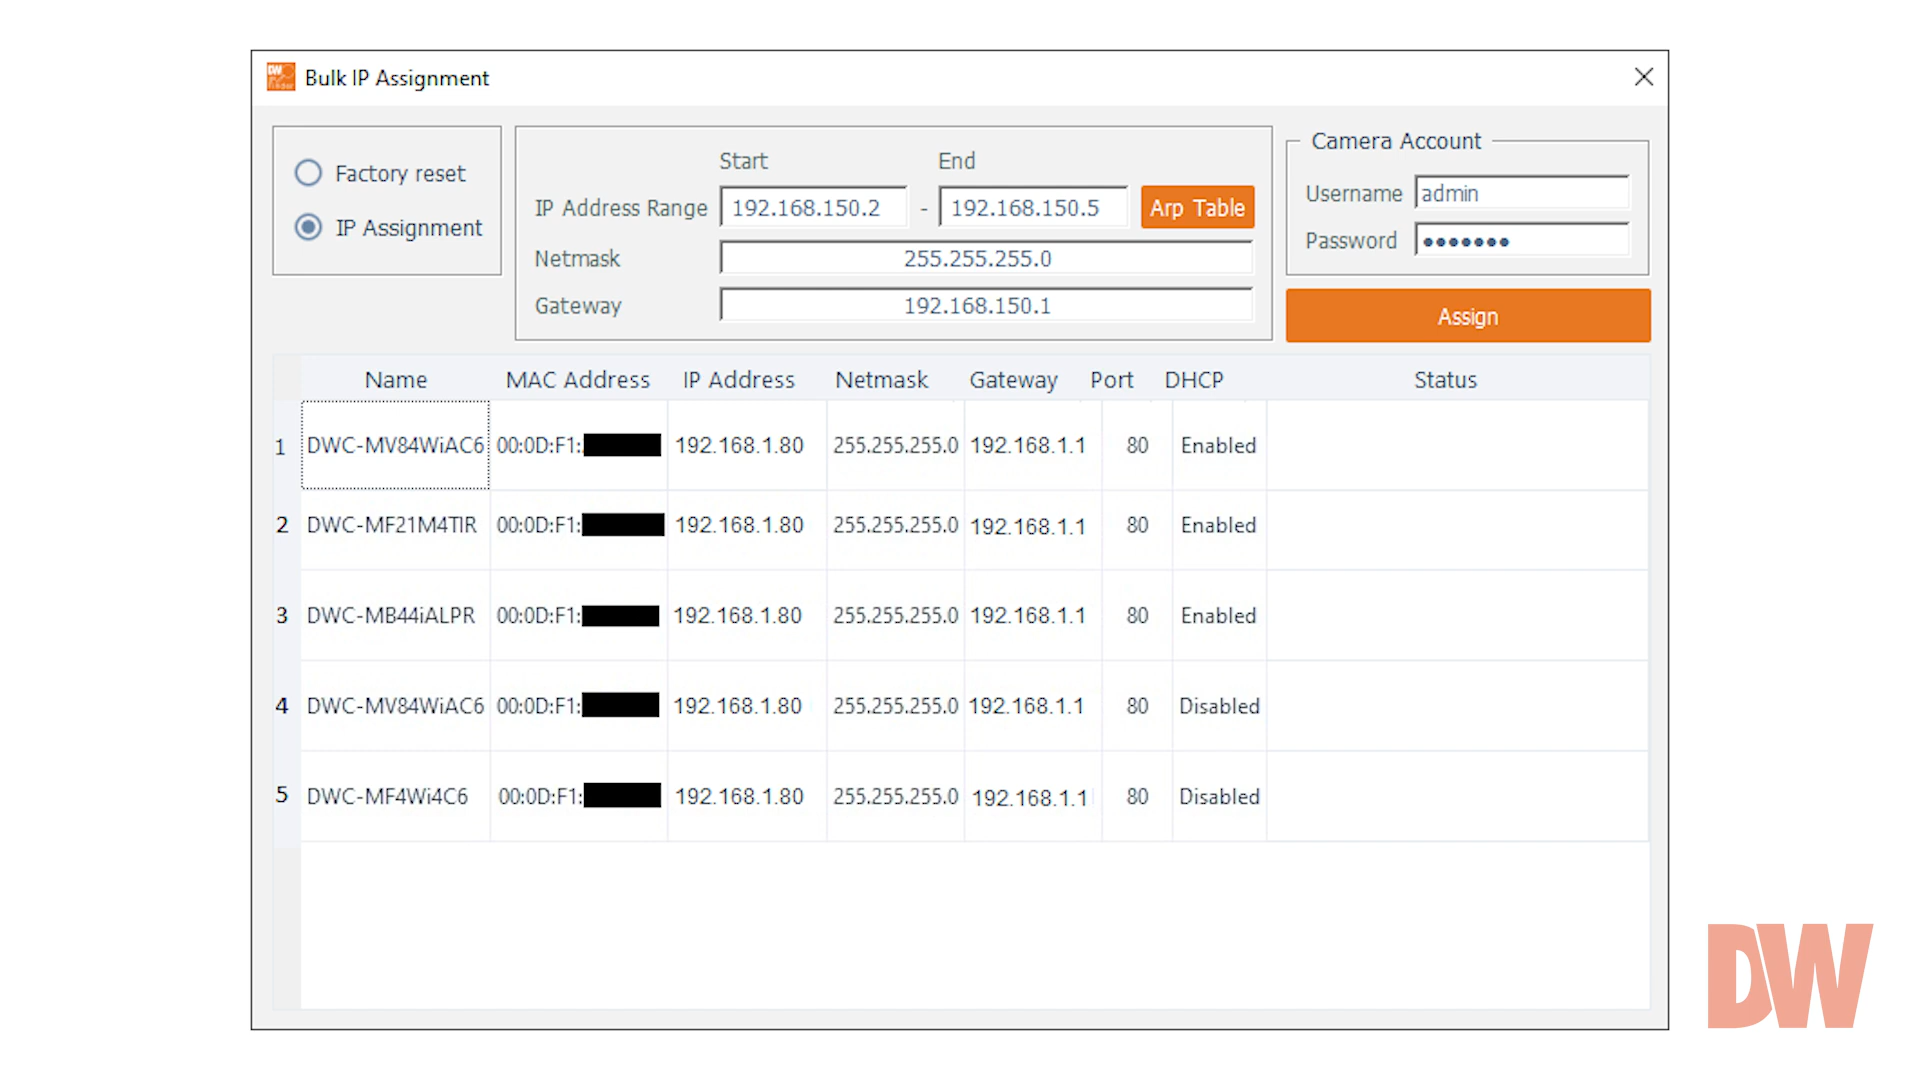 Bulk IP Assignment
Factory reset
IP Assignment
Start End
IP Address Range 192.168.150.2 - 192.168.150.5 Arp Table
Netmask 255.255.255.0
Gateway 192.168.150.1
Camera Account
Username admin
Password •••••••
Assign
Name MAC Address IP Address Netmask Gateway Port DHCP Status
1 DWC-MV84WiAC6 00:0D:F1: 192.168.1.80 255.255.255.0 192.168.1.1 80 Enabled
2 DWC-MF21M4TIR 00:0D:F1: 192.168.1.80 255.255.255.0 192.168.1.1 80 Enabled
3 DWC-MB44iALPR 00:0D:F1: 192.168.1.80 255.255.255.0 192.168.1.1 80 Enabled
4 DWC-MV84WiAC6 00:0D:F1: 192.168.1.80 255.255.255.0 192.168.1.1 80 Disabled
5 DWC-MF4Wi4C6 00:0D:F1: 192.168.1.80 255.255.255.0 192.168.1.1 80 Disabled
DW